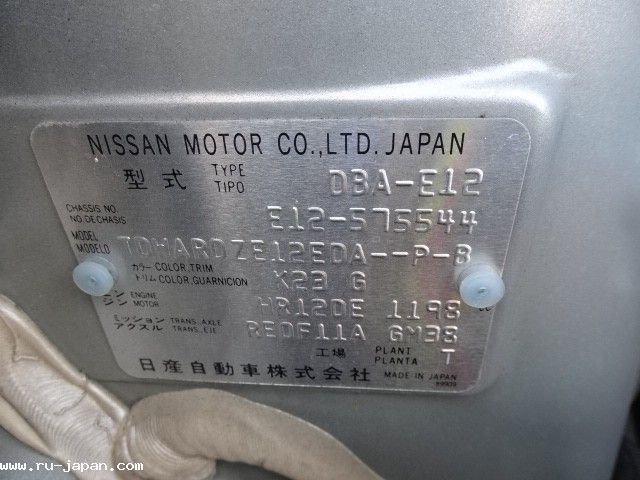 NISSAN MOTOR CO.,LTD. JAPAN
型式 TYPE TIPO DBA-E12
CHASSIS NO. NO.DECHASIS E12-575544
MODEL MODELO TDHARDZE12EDA--P-B
カラー COLOR,TRIM トリム COLOR,GUARNICION K23 G
ジン ENGINE ジン MOTOR HR12DE 1198 cc
ミッション TRANS.,AXLE アクスル TRANS.,EJE RE0F11A GM38
工場 PLANT PLANTA T
日産自動車株式会社 MADE IN JAPAN
www.ru-japan.com